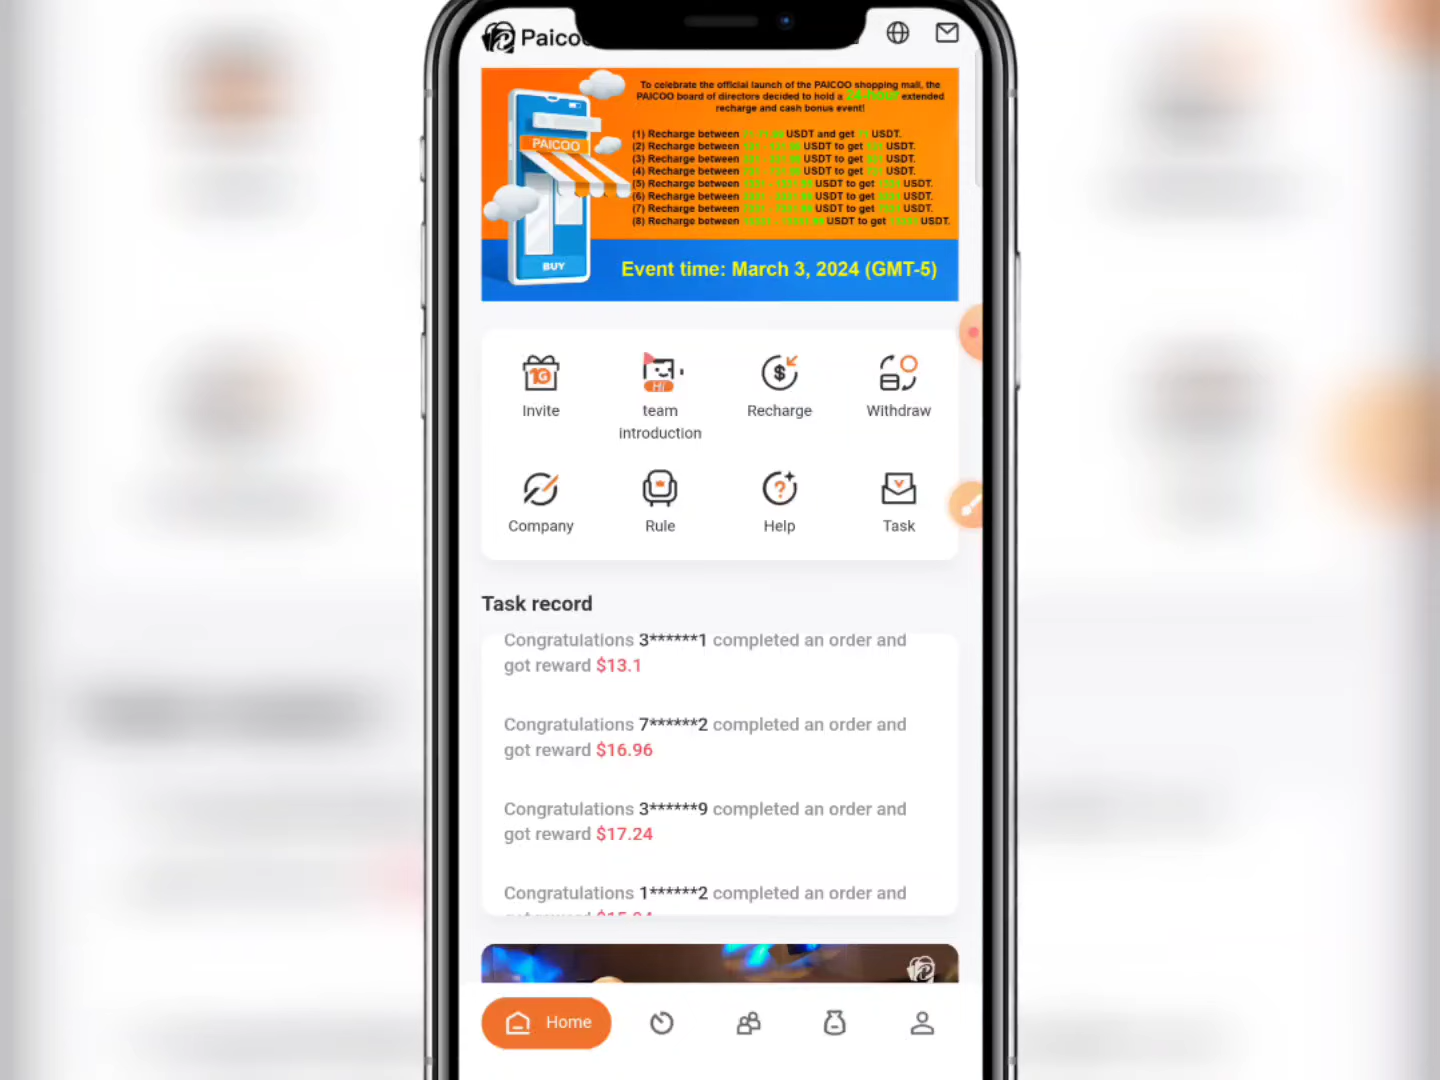 To celebrate the official launch of the PAICOO shopping mall, the
PAICOO board of directors decided to hold a 24-hour extended
recharge and cash bonus event!
(1) Recharge between USDT and get USDT.
(2) Recharge between USDT to get USDT.
(3) Recharge between USDT to get USDT.
(4) Recharge between USDT to get USDT.
(5) Recharge between USDT to get USDT.
(6) Recharge between USDT to get USDT.
(7) Recharge between USDT to get USDT.
(8) Recharge between USDT to get USDT.
PAICOO
BUY
Event time: March 3, 2024 (GMT-5)
Invite
team
introduction
Recharge
Withdraw
Hi
Company
Rule
Help
Task
Task record
Congratulations 3******1 completed an order and
got reward $13.1
Congratulations 7******2 completed an order and
got reward $16.96
Congratulations 3******9 completed an order and
got reward $17.24
Congratulations 1******2 completed an order and
Home